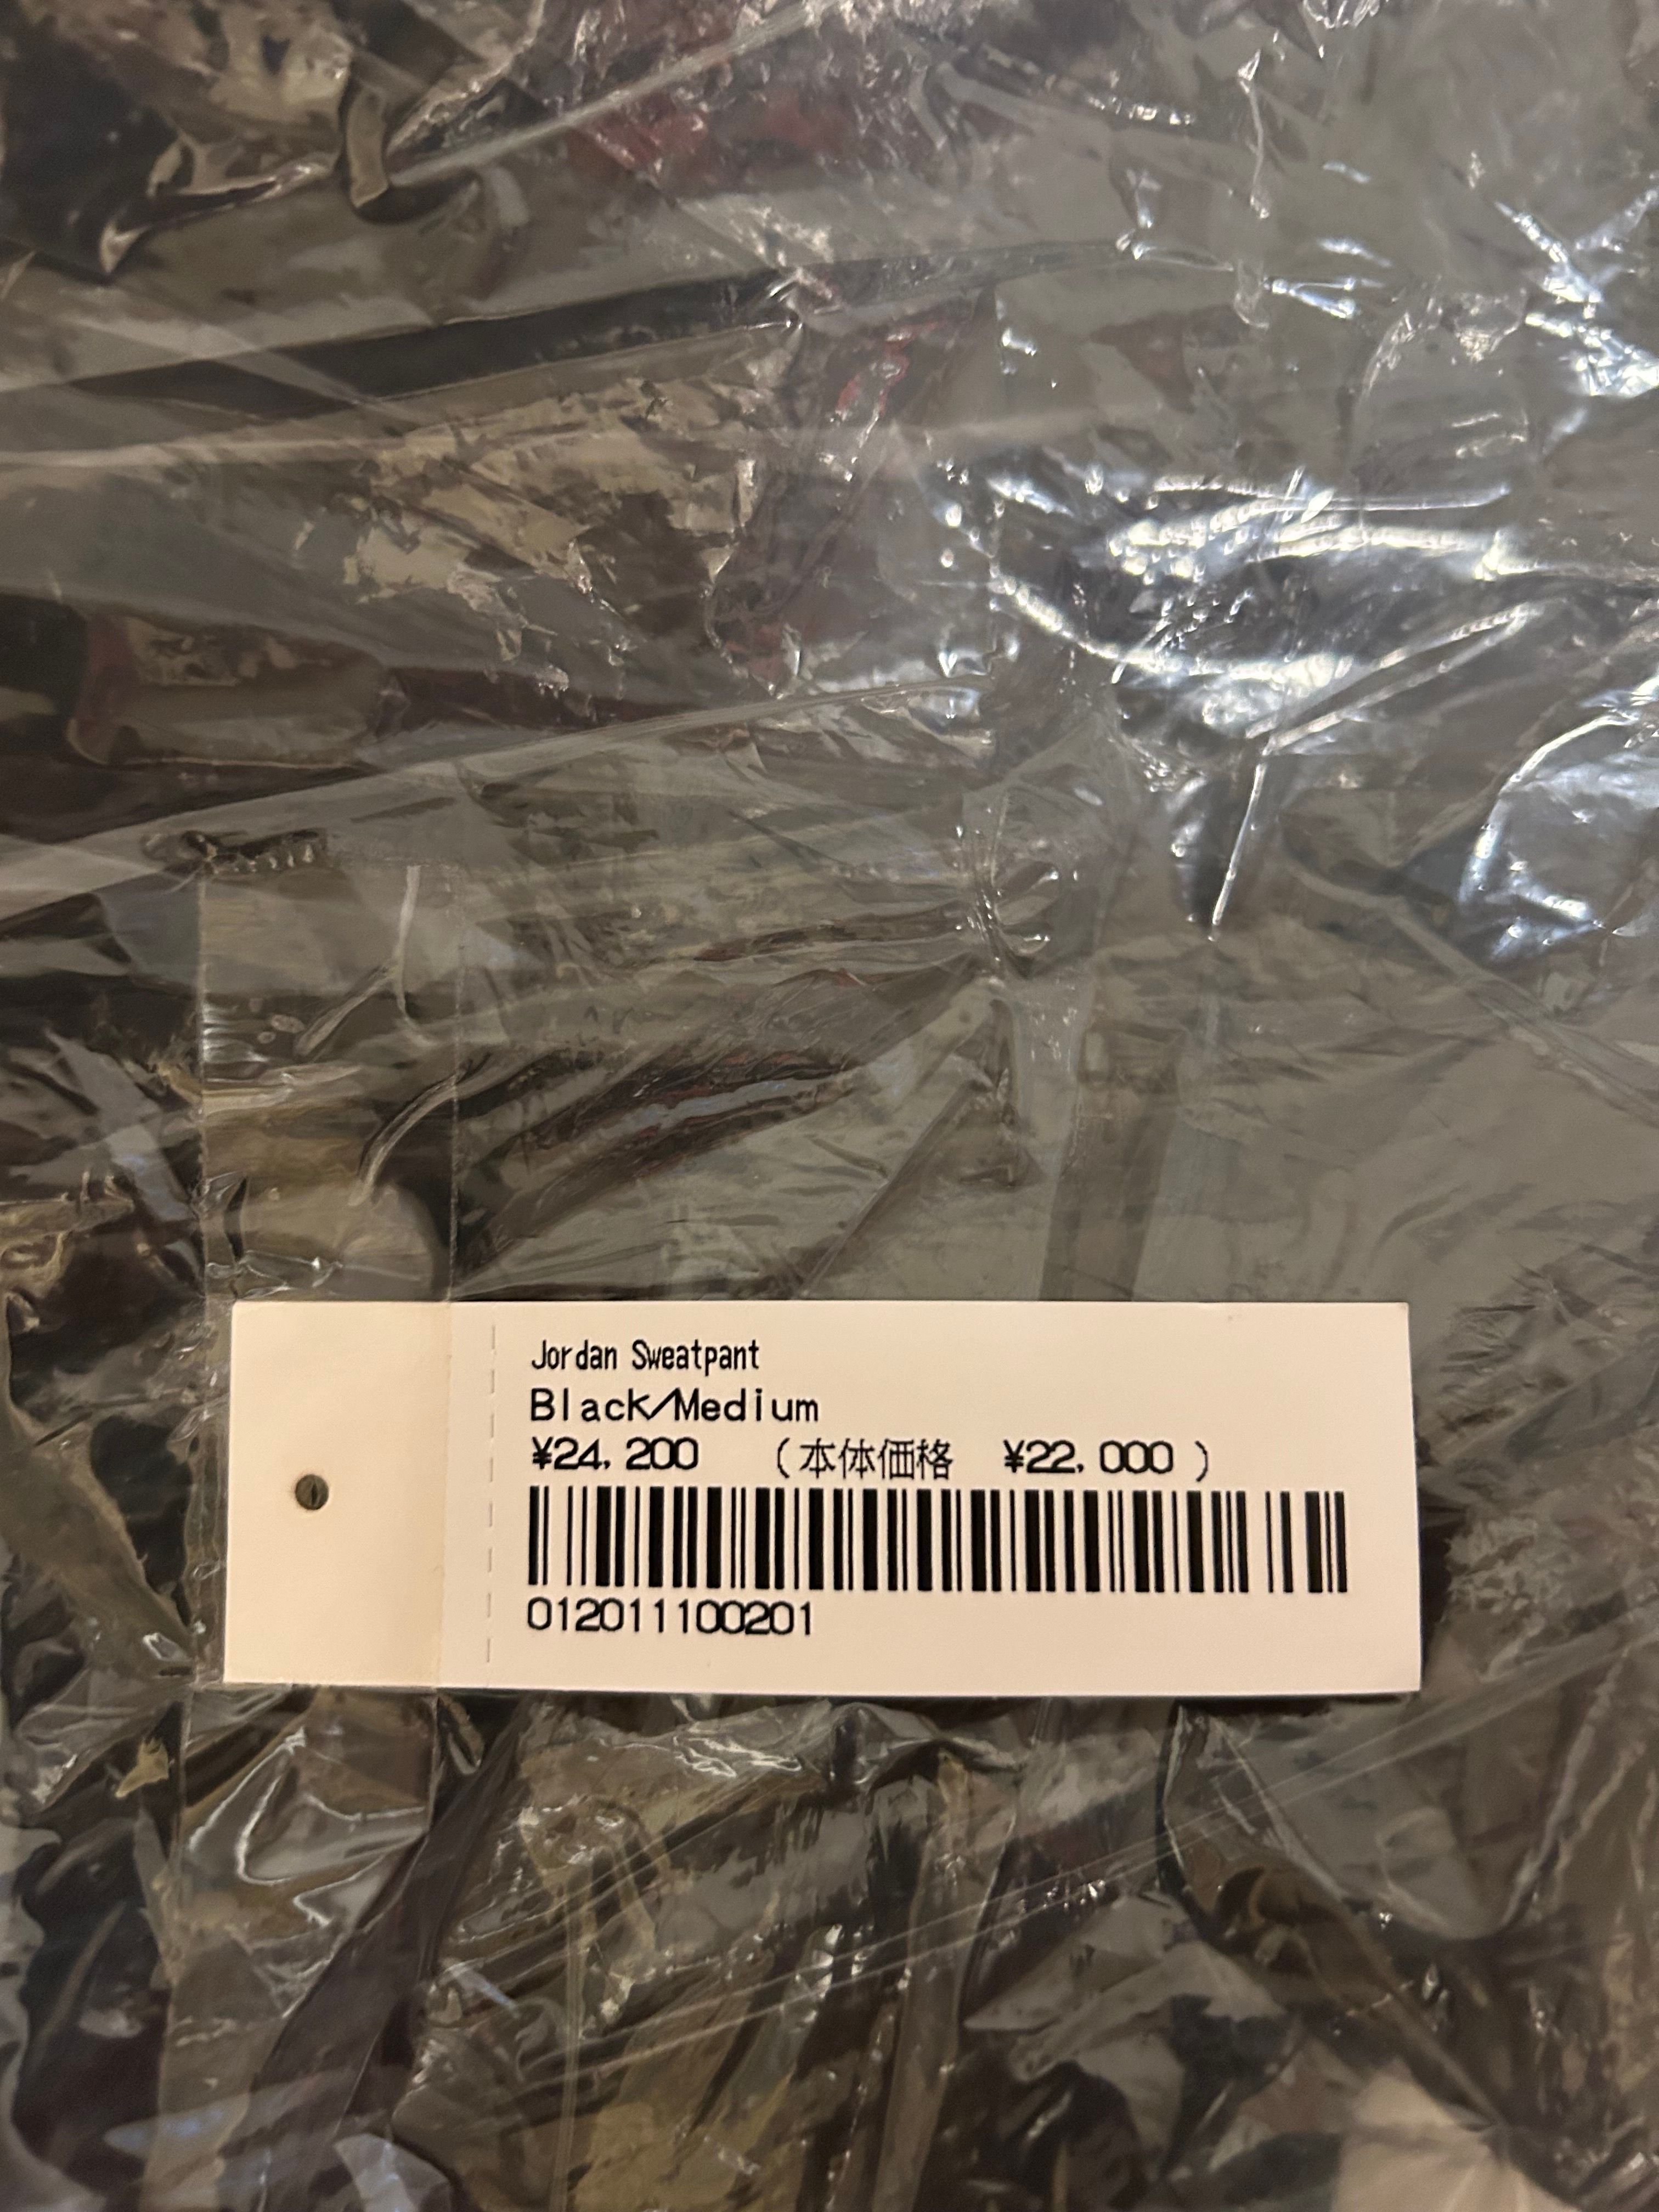 Jordan Sweatpant
Black/Medium
¥24,200 (本体価格 ¥22,000)
012011100201